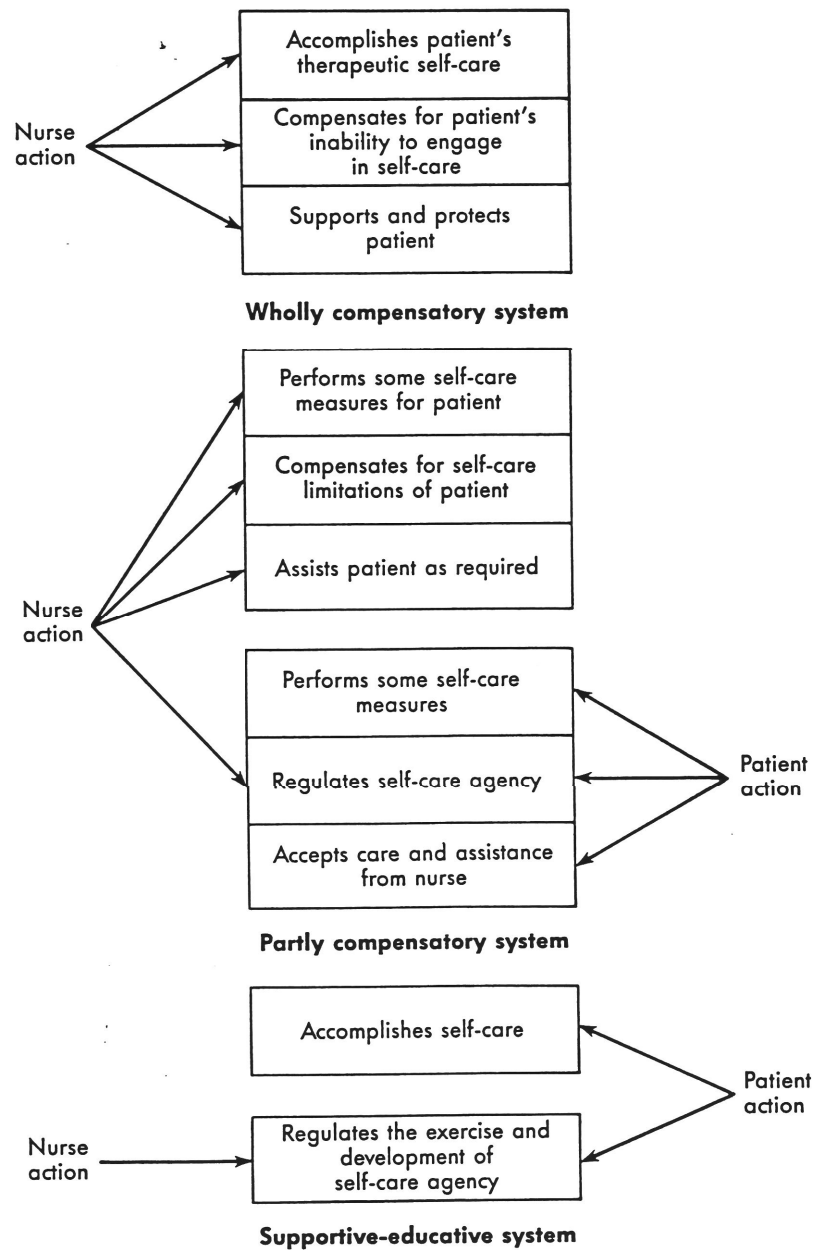 Accomplishes patient's
therapeutic self-care
Nurse
action
Compensates for patient's
inability to engage
in self-care
Supports and protects
patient
Wholly compensatory system
Performs some self-care
measures for patient
Compensates for self-care
limitations of patient
Assists patient as required
Nurse
action
Performs some self-care
measures
Regulates self-care agency
Patient
action
Accepts care and assistance
from nurse
Partly compensatory system
Accomplishes self-care
Patient
action
Nurse
action
Regulates the exercise and
development of
self-care agency
Supportive-educative system